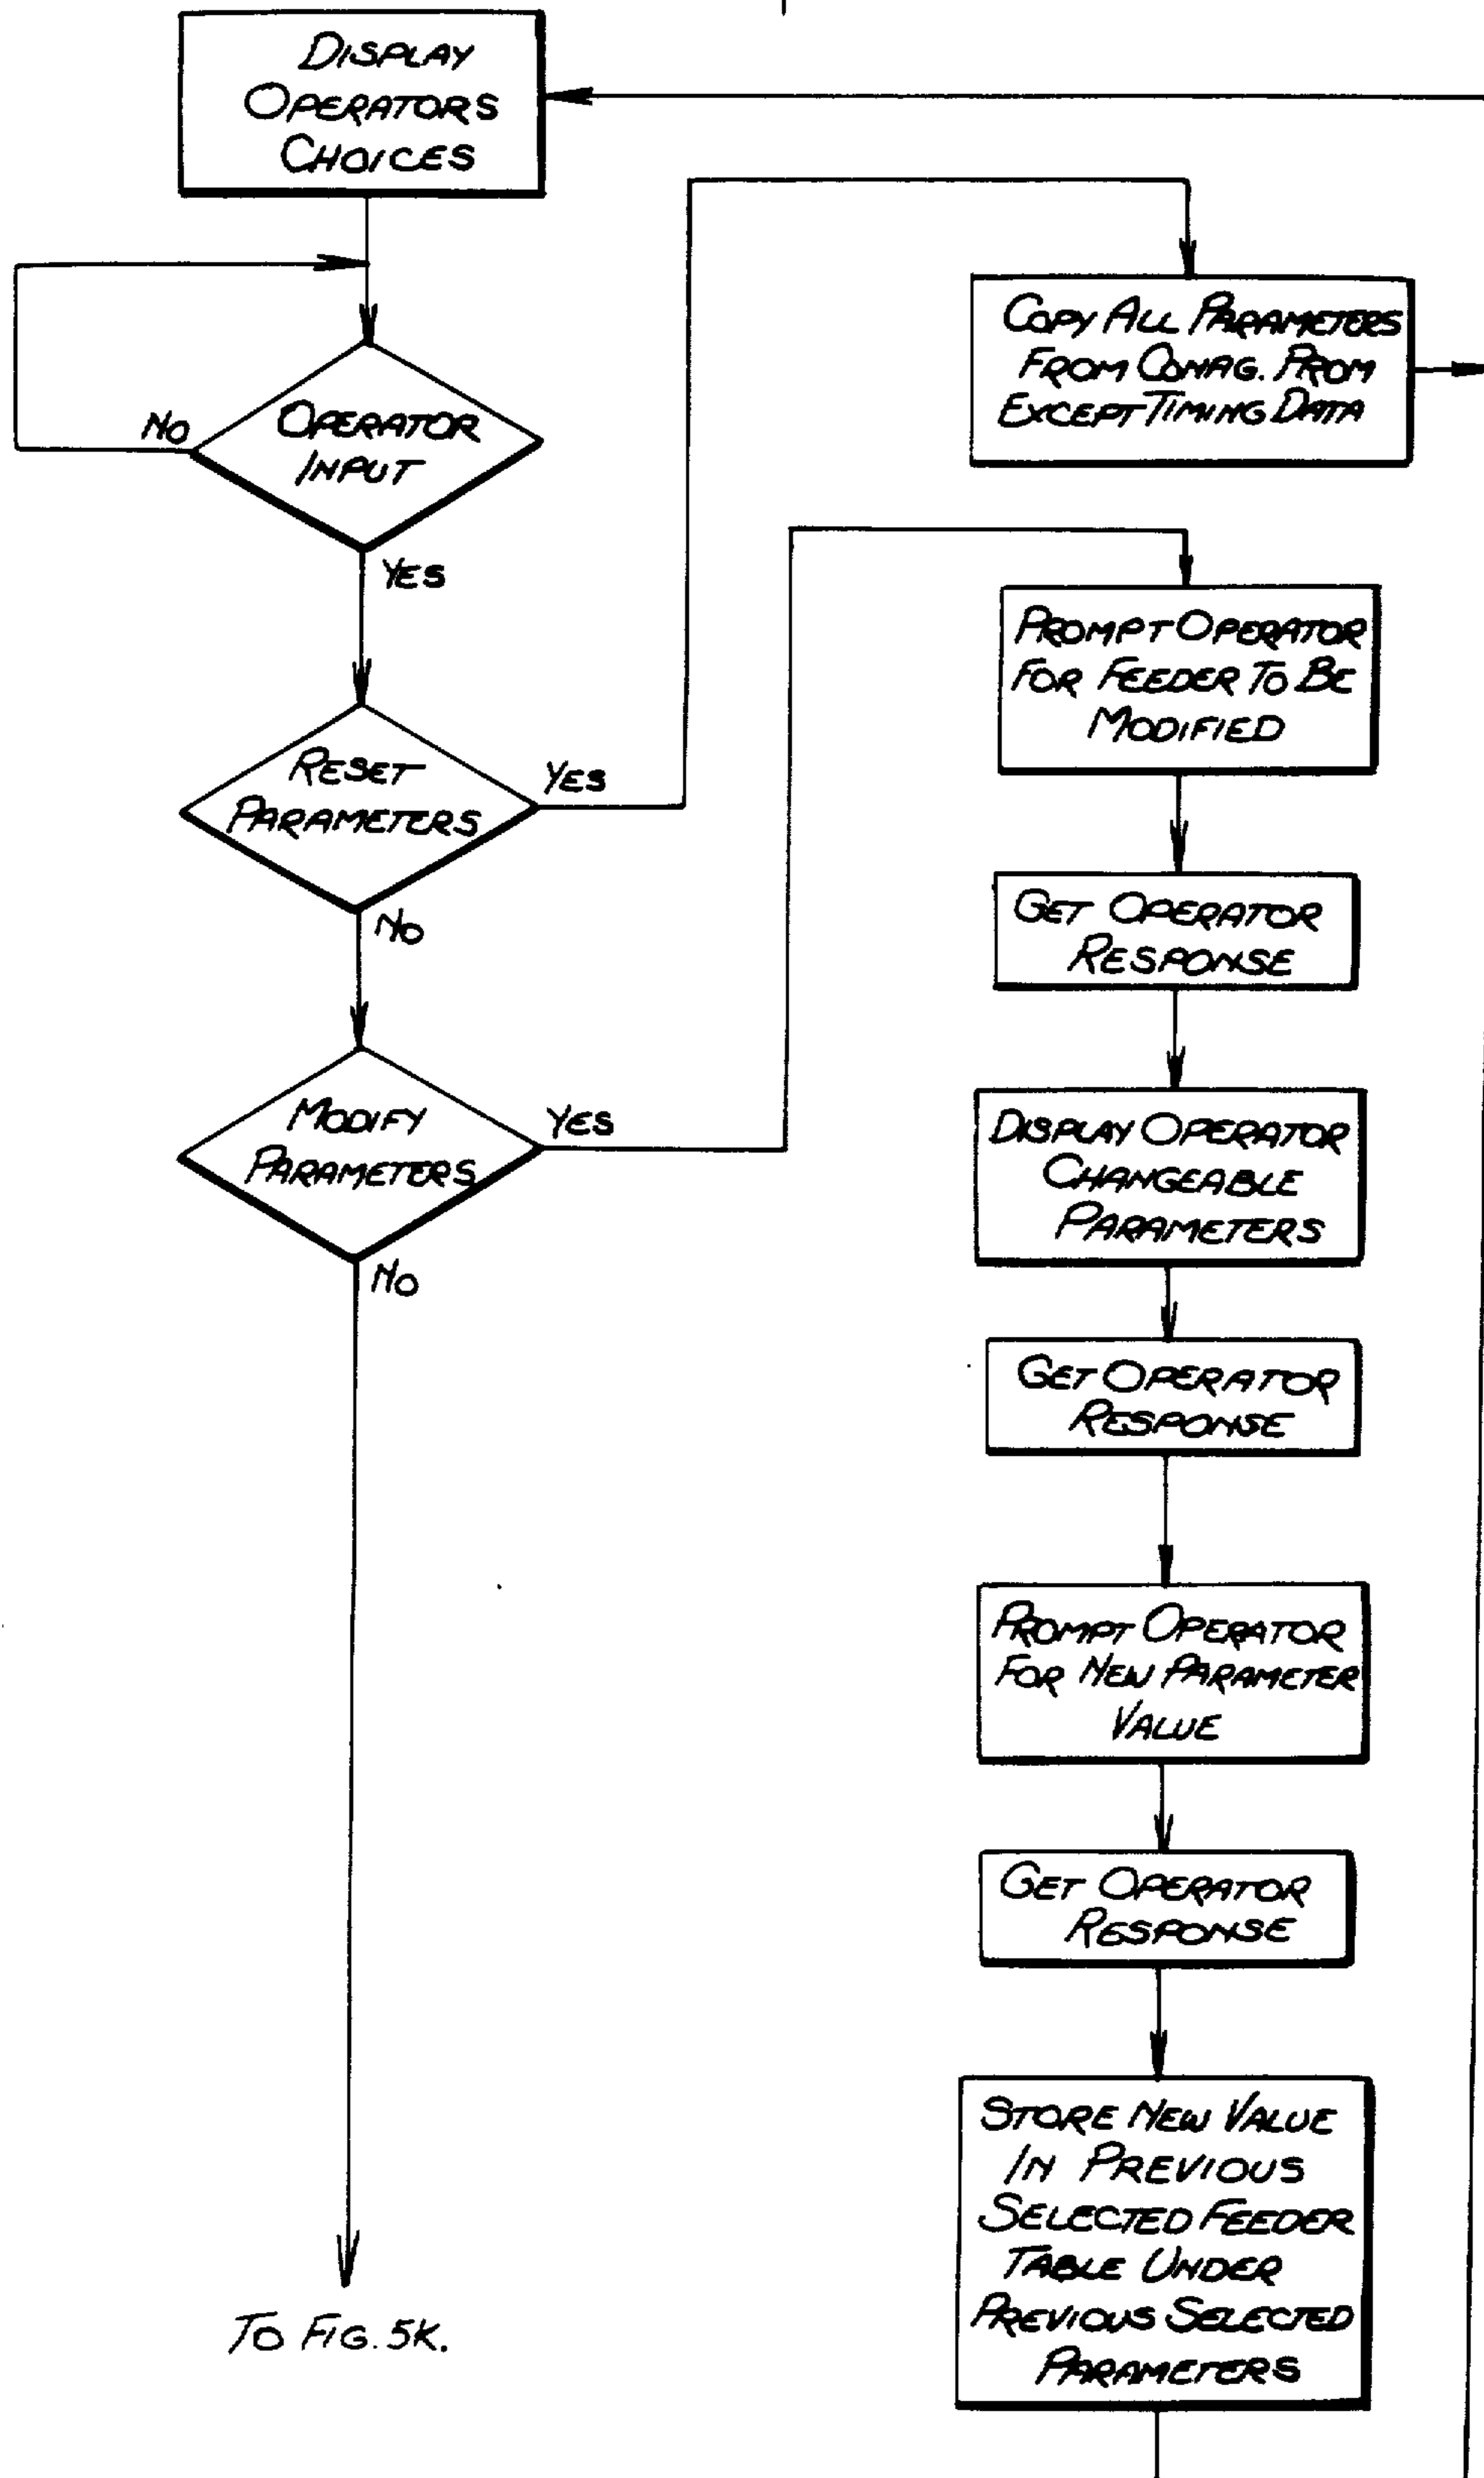 DISPLAY
OPERATORS
CHOICES
NO
OPERATOR
INPUT
YES
RESET
PARAMETERS
YES
NO
MODIFY
PARAMETERS
YES
NO
TO FIG. 5K.
COPY ALL PARAMETERS
FROM CONAG. PROM
EXCEPT TIMING DATA
PROMPT OPERATOR
FOR FEEDER TO BE
MODIFIED
GET OPERATOR
RESPONSE
DISPLAY OPERATOR
CHANGEABLE
PARAMETERS
GET OPERATOR
RESPONSE
PROMPT OPERATOR
FOR NEW PARAMETER
VALUE
GET OPERATOR
RESPONSE
STORE NEW VALUE
IN PREVIOUS
SELECTED FEEDER
TABLE UNDER
PREVIOUS SELECTED
PARAMETERS